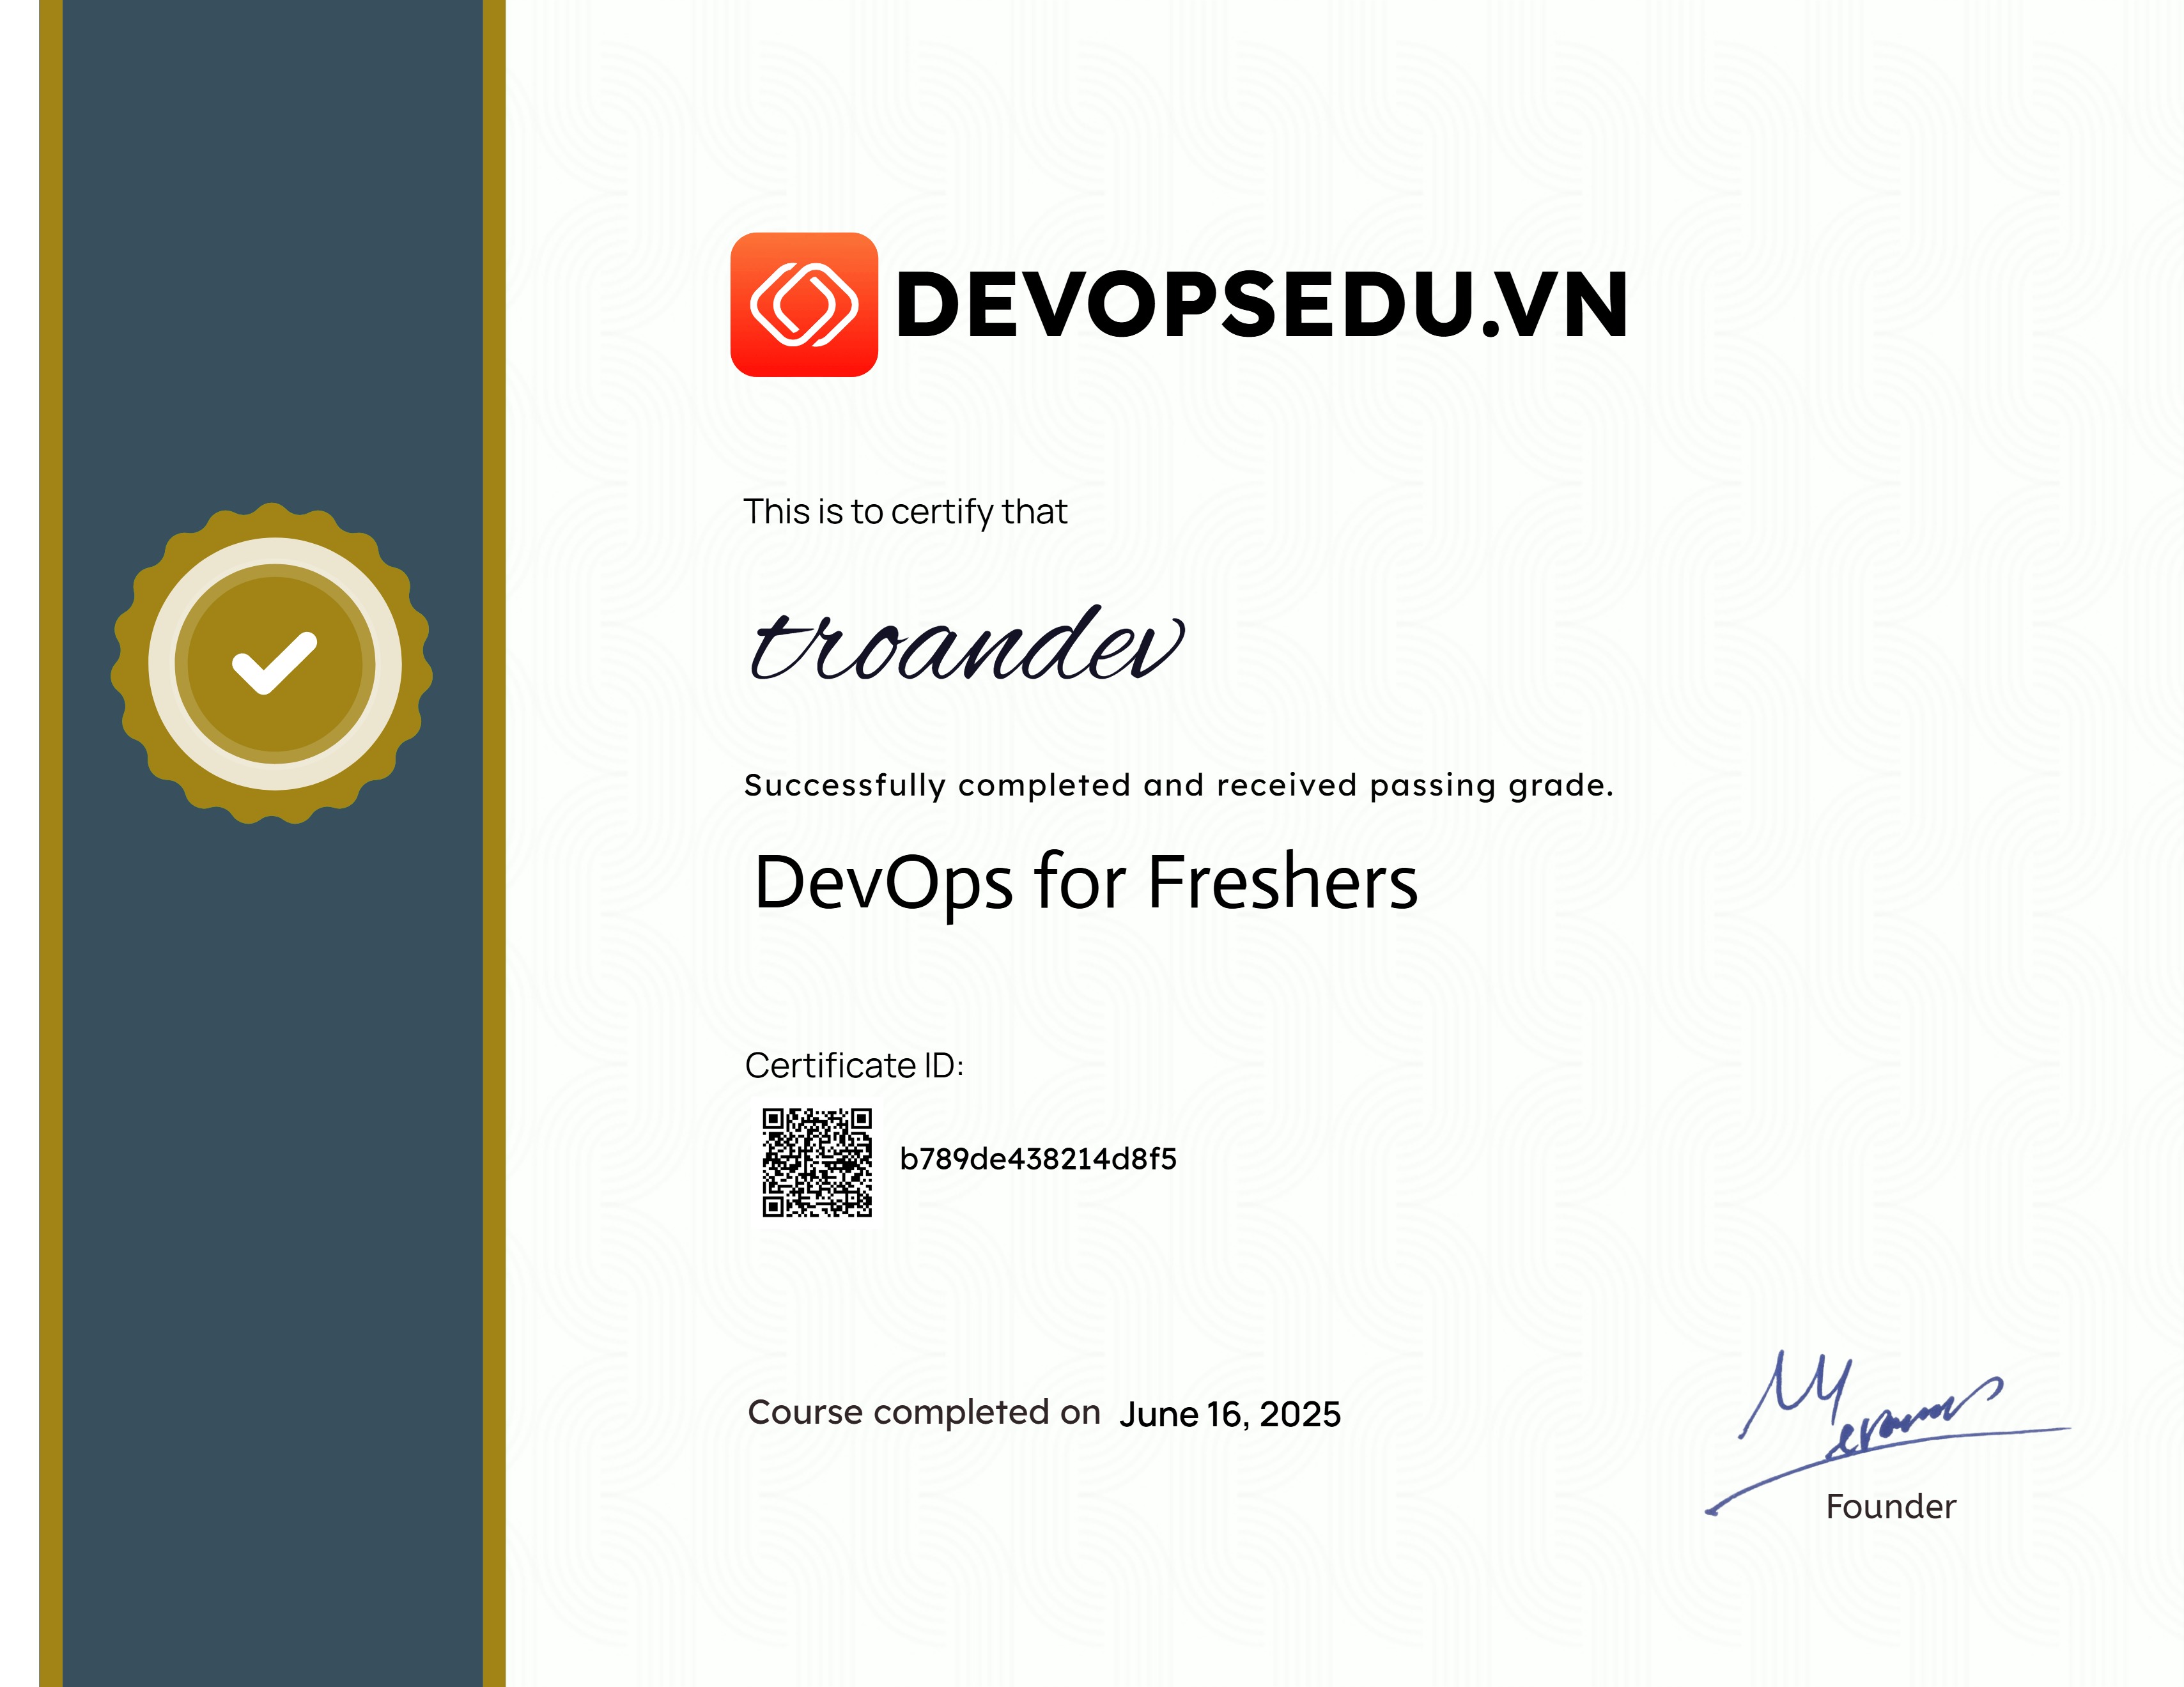 DEVOPSEDU.VN
This is to certify that
troandev
Successfully completed and received passing grade.
DevOps for Freshers
Certificate ID:
b789de438214d8f5
Course completed on June 16, 2025
Founder